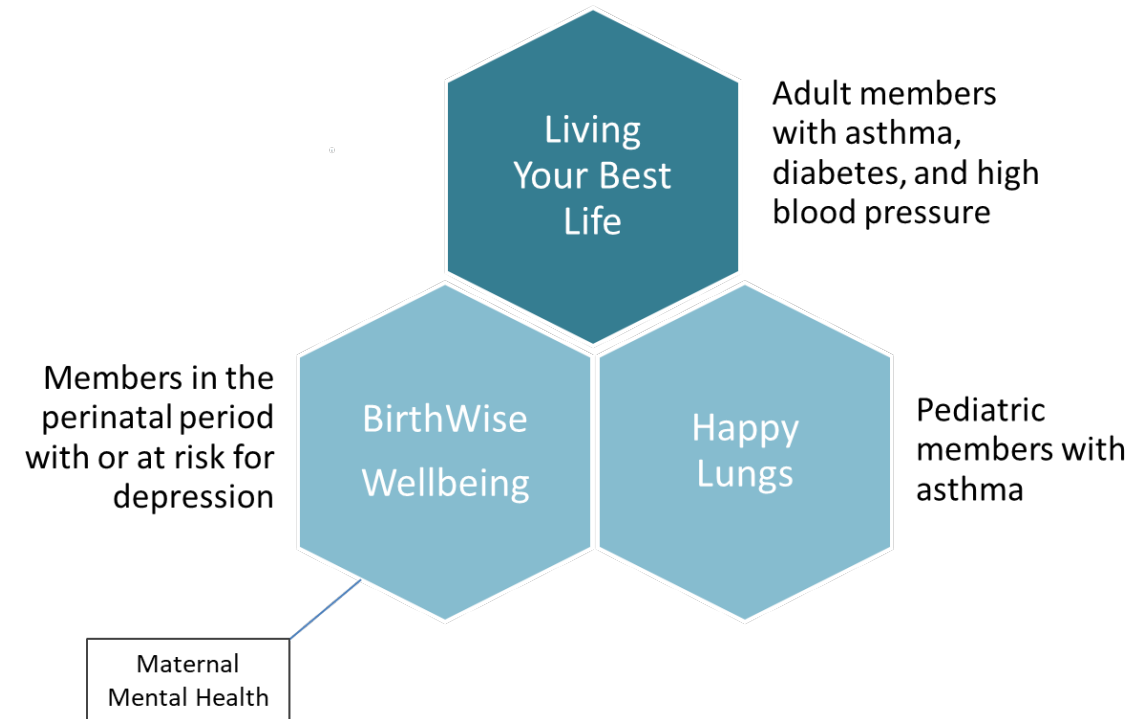 Living
Your Best
Life
Adult members
with asthma,
diabetes, and high
blood pressure
Members in the
perinatal period
with or at risk for
depression
BirthWise
Wellbeing
Happy
Lungs
Pediatric
members with
asthma
Maternal
Mental Health